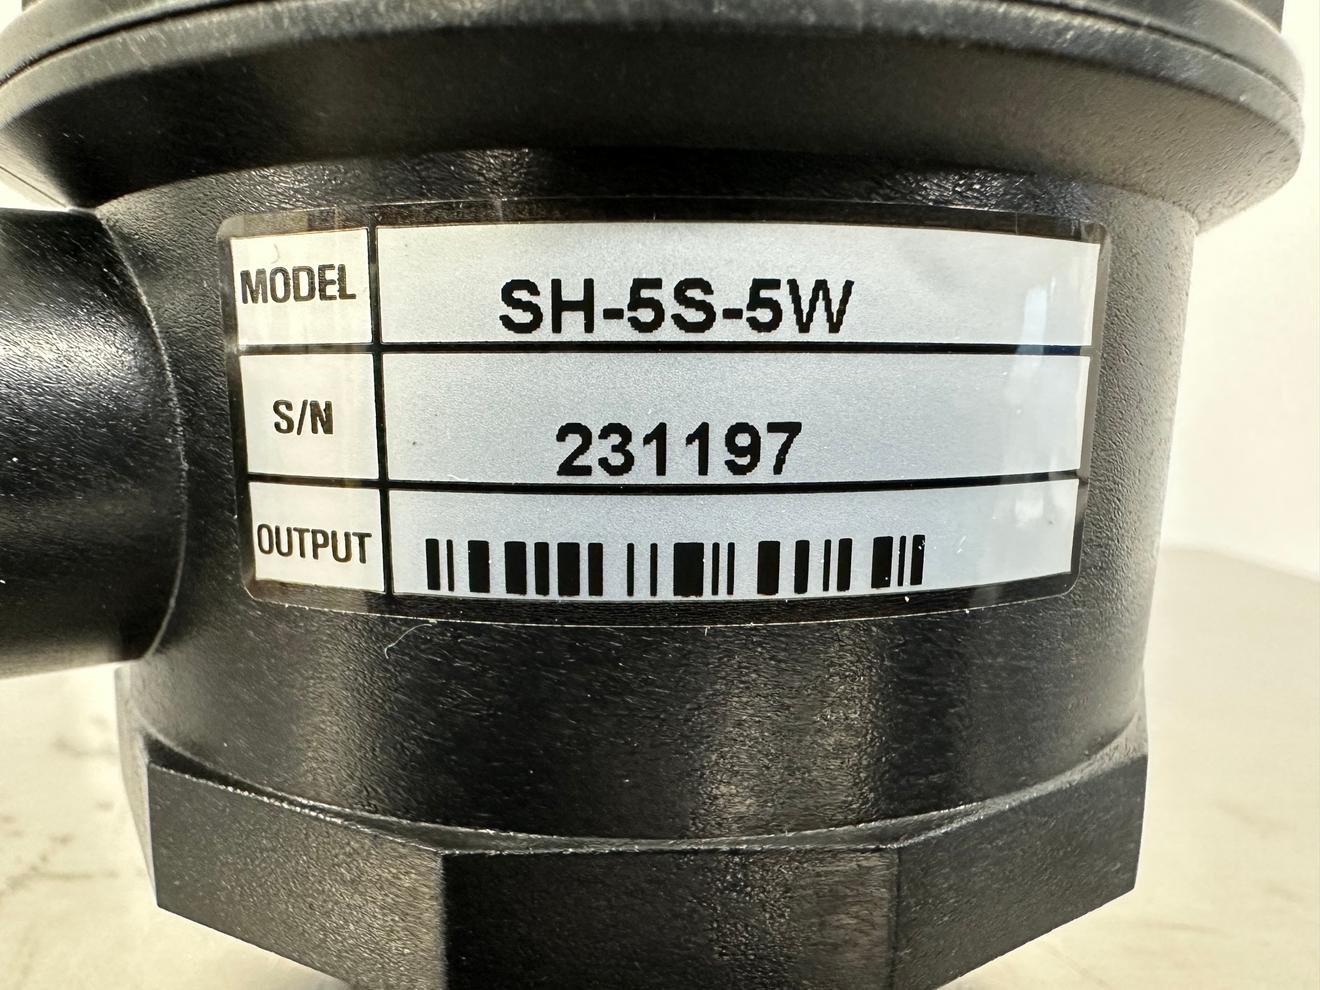 MODEL SH-5S-5W
S/N 231197
OUTPUT